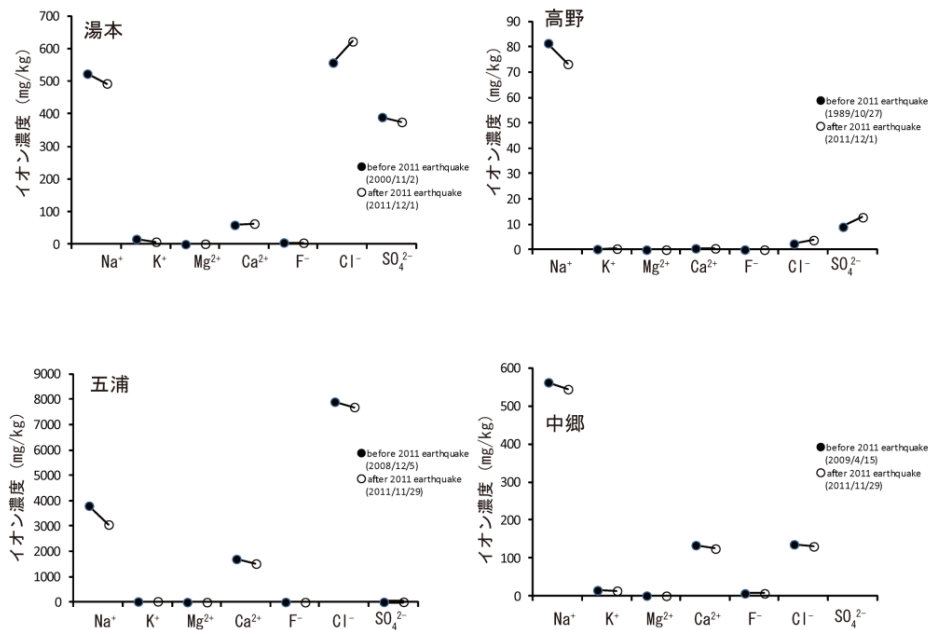 湯本
イオン濃度 (mg/kg)
700
600
500
400
300
200
100
0
Na⁺ K⁺ Mg²⁺ Ca²⁺ F⁻ Cl⁻ SO₄²⁻
before 2011 earthquake
(2000/11/2)
after 2011 earthquake
(2011/12/1)
高野
イオン濃度 (mg/kg)
90
80
70
60
50
40
30
20
10
0
Na⁺ K⁺ Mg²⁺ Ca²⁺ F⁻ Cl⁻ SO₄²⁻
before 2011 earthquake
(1989/10/27)
after 2011 earthquake
(2011/12/1)
五浦
イオン濃度 (mg/kg)
9000
8000
7000
6000
5000
4000
3000
2000
1000
0
Na⁺ K⁺ Mg²⁺ Ca²⁺ F⁻ Cl⁻ SO₄²⁻
before 2011 earthquake
(2008/12/5)
after 2011 earthquake
(2011/11/29)
中郷
イオン濃度 (mg/kg)
600
500
400
300
200
100
0
Na⁺ K⁺ Mg²⁺ Ca²⁺ F⁻ Cl⁻ SO₄²⁻
before 2011 earthquake
(2009/4/15)
after 2011 earthquake
(2011/11/29)